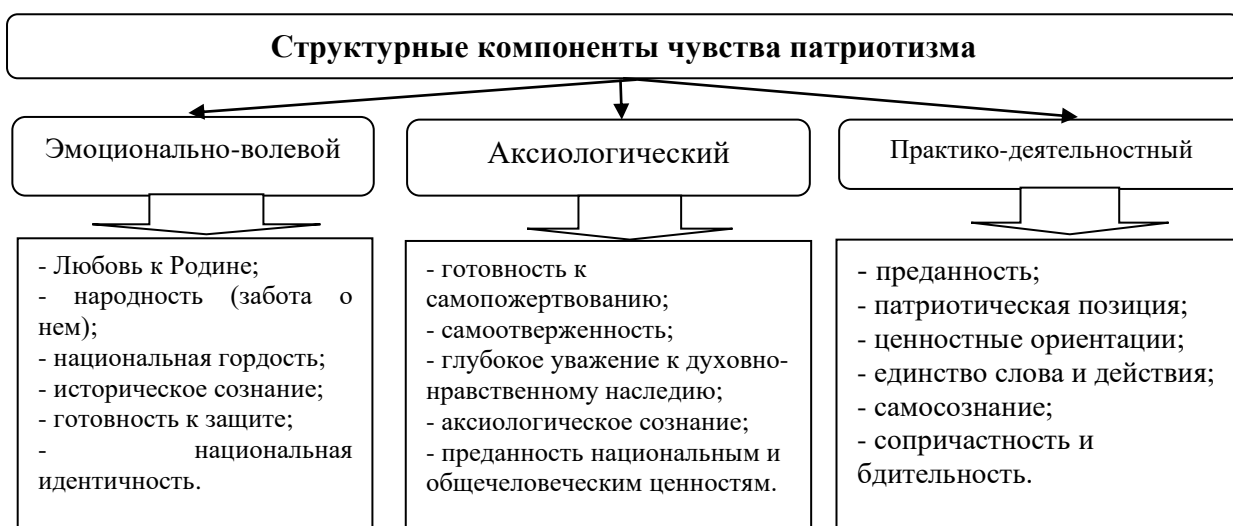 Структурные компоненты чувства патриотизма
Эмоционально-волевой
Аксиологический
Практико-деятельностный
- Любовь к Родине;
- народность (забота о
нем);
- национальная гордость;
- историческое сознание;
- готовность к защите;
- национальная
идентичность.
- готовность к
самопожертвованию;
- самоотверженность;
- глубокое уважение к духовно-
нравственному наследию;
- аксиологическое сознание;
- преданность национальным и
общечеловеческим ценностям.
- преданность;
- патриотическая позиция;
- ценностные ориентации;
- единство слова и действия;
- самосознание;
- сопричастность и
бдительность.